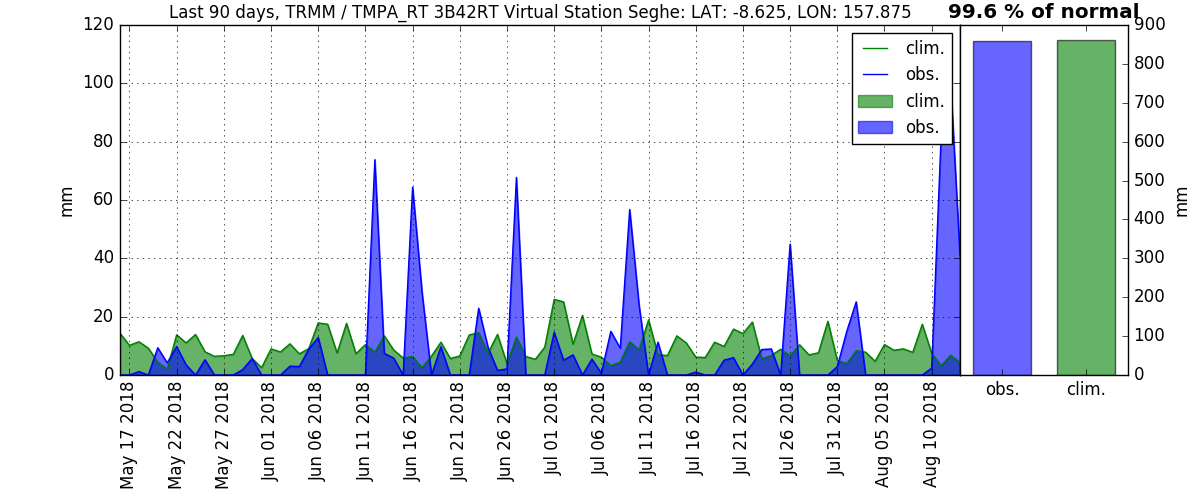 Last 90 days, TRMM / TMPA_RT 3B42RT Virtual Station Seghe: LAT: -8.625, LON: 157.875
99.6 % of normal
120
100
80
60
40
20
0
mm
clim.
obs.
clim.
obs.
900
800
700
600
500
400
300
200
100
0
mm
May 17 2018
May 22 2018
May 27 2018
Jun 01 2018
Jun 06 2018
Jun 11 2018
Jun 16 2018
Jun 21 2018
Jun 26 2018
Jul 01 2018
Jul 06 2018
Jul 11 2018
Jul 16 2018
Jul 21 2018
Jul 26 2018
Jul 31 2018
Aug 05 2018
Aug 10 2018
obs.
clim.